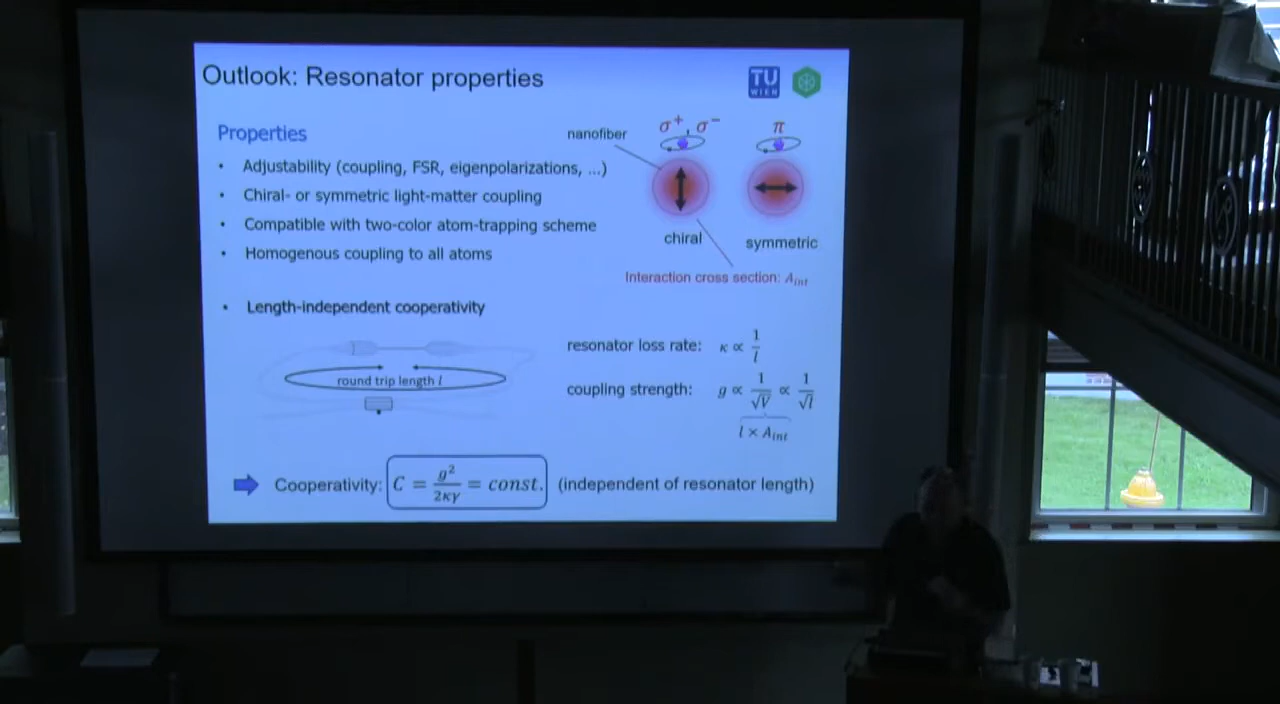 Outlook: Resonator properties
TU
WIEN
Properties
• Adjustability (coupling, FSR, eigenpolarizations, ...)
• Chiral- or symmetric light-matter coupling
• Compatible with two-color atom-trapping scheme
• Homogenous coupling to all atoms
nanofiber
σ⁺, σ⁻
π
chiral
symmetric
Interaction cross section: A_int
• Length-independent cooperativity
round trip length l
resonator loss rate: κ ∝ 1/l
coupling strength: g ∝ 1/√V ∝ 1/√l
l × A_int
Cooperativity: C = g²/2κγ = const. (independent of resonator length)